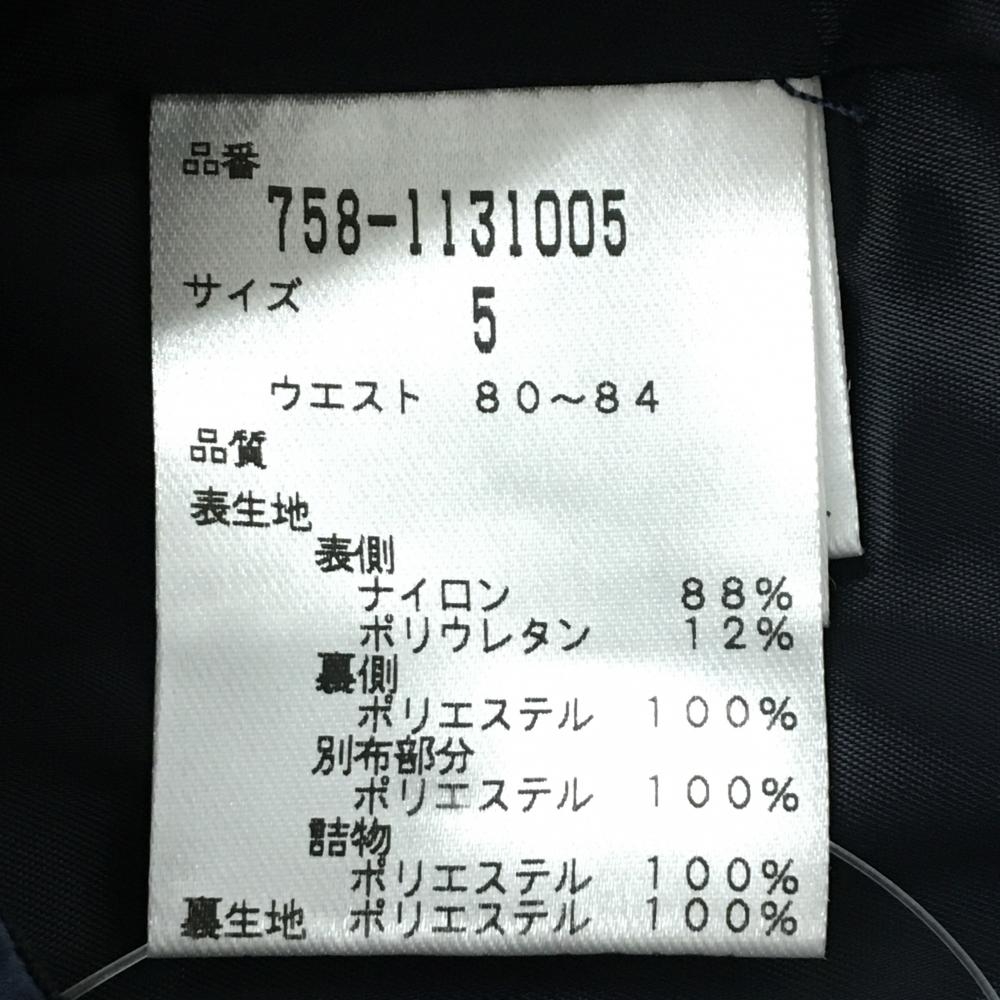 品番
758-1131005
サイズ 5
ウエスト 80~84
品質
表生地
表側
ナイロン 88%
ポリウレタン 12%
裏側
ポリエステル 100%
別布部分
ポリエステル 100%
詰物
ポリエステル 100%
裏生地 ポリエステル 100%